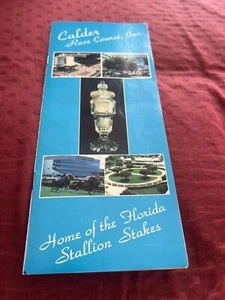 Calder
Race Course, Inc.
Home of the Florida
Stallion Stakes